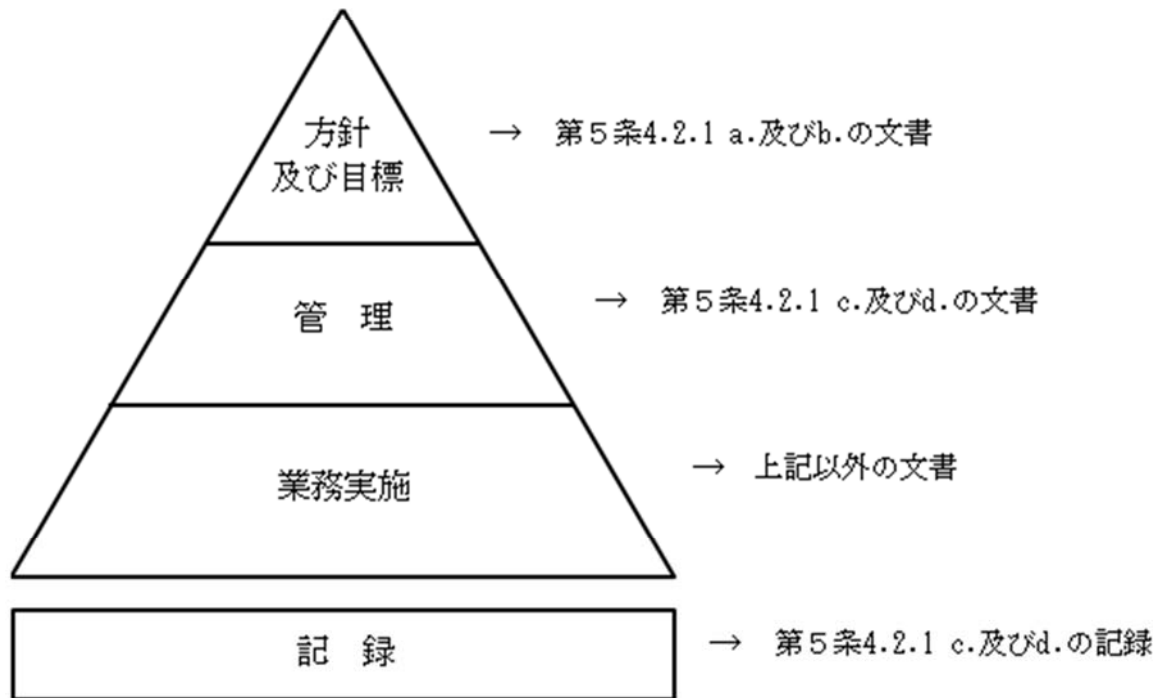 方針
及び目標
→ 第５条4.2.1 a.及びb.の文書
管　理
→ 第５条4.2.1 c.及びd.の文書
業務実施
→ 上記以外の文書
記　録
→ 第５条4.2.1 c.及びd.の記録